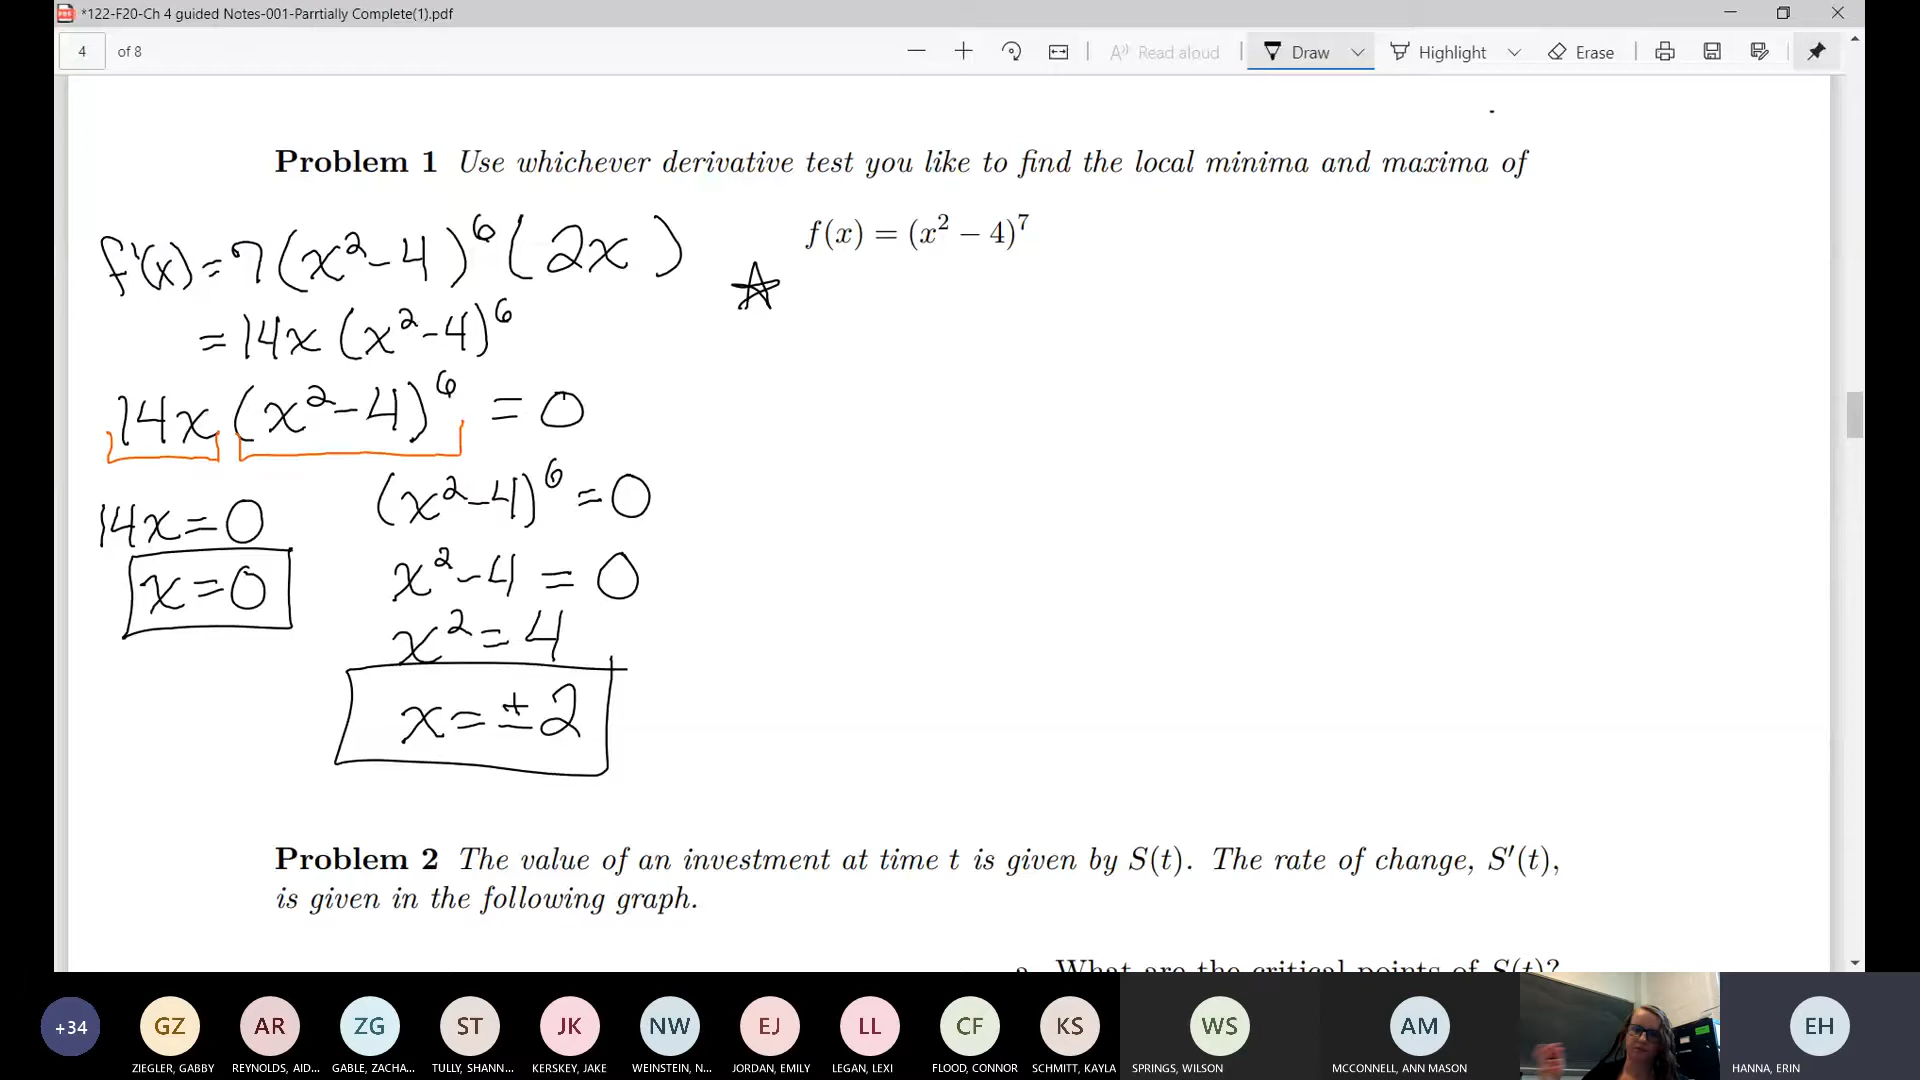 *122-F20-Ch 4 guided Notes-001-Parrtially Complete(1).pdf
4 of 8
Read aloud Draw Highlight Erase
Problem 1 Use whichever derivative test you like to find the local minima and maxima of
f(x) = (x² − 4)⁷
f'(x) = 7(x²-4)⁶(2x)
= 14x(x²-4)⁶
14x(x²-4)⁶ = 0
14x = 0
x = 0
(x²-4)⁶ = 0
x²-4 = 0
x² = 4
x = ±2
Problem 2 The value of an investment at time t is given by S(t). The rate of change, S′(t),
is given in the following graph.
a. What are the critical points of S(t)?
+34 GZ AR ZG ST JK NW EJ LL CF KS WS AM EH
ZIEGLER, GABBY REYNOLDS, AID... GABLE, ZACHA... TULLY, SHANN... KERSKEY, JAKE WEINSTEIN, N... JORDAN, EMILY LEGAN, LEXI FLOOD, CONNOR SCHMITT, KAYLA SPRINGS, WILSON MCCONNELL, ANN MASON HANNA, ERIN